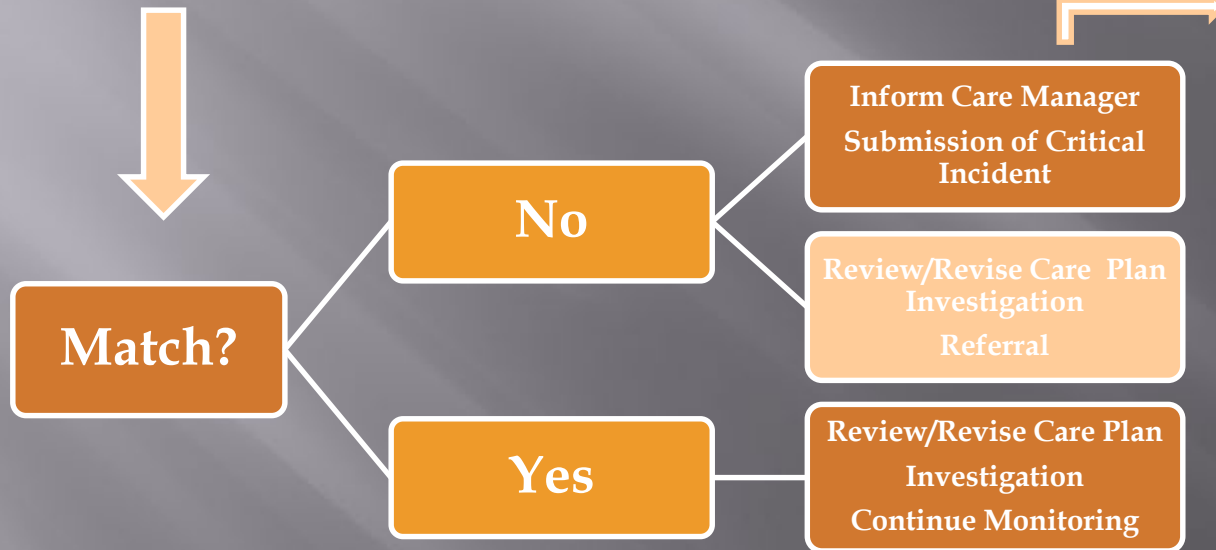 Match?
No
Yes
Inform Care Manager
Submission of Critical
Incident
Review/Revise Care Plan
Investigation
Referral
Review/Revise Care Plan
Investigation
Continue Monitoring